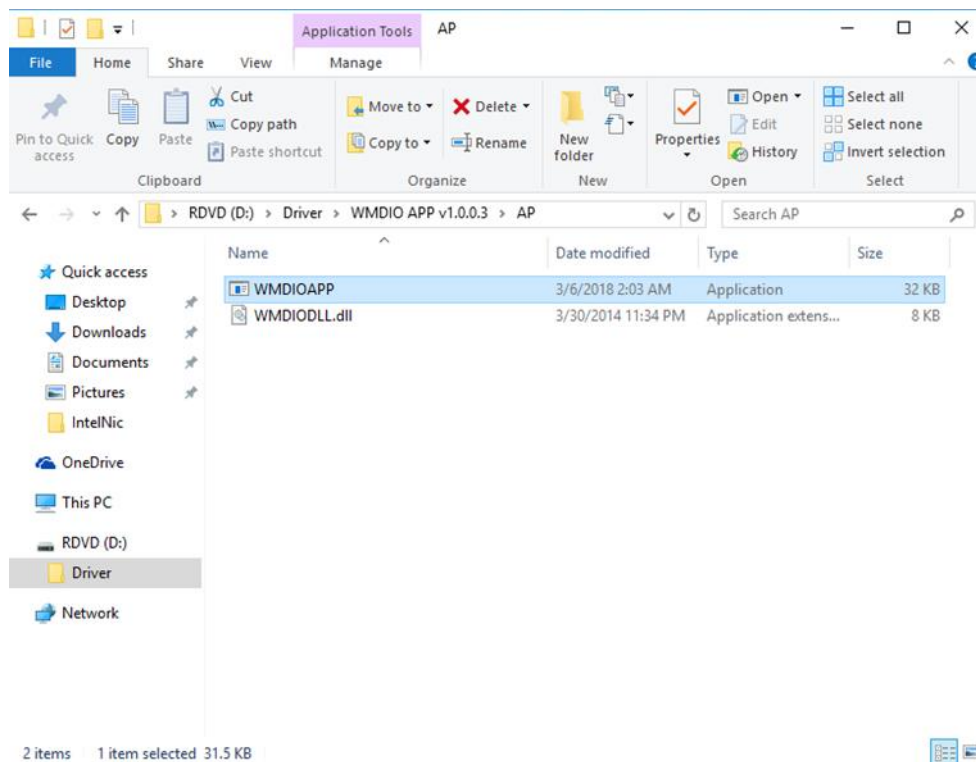 Application Tools AP
File Home Share View Manage
Pin to Quick access
Copy
Paste
Cut
Copy path
Paste shortcut
Clipboard
Move to
Copy to
Delete
Rename
Organize
New folder
New
Properties
Open
Edit
History
Open
Select all
Select none
Invert selection
Select
RDVD (D:) > Driver > WMDIO APP v1.0.0.3 > AP
Search AP
Name Date modified Type Size
WMDIOAPP 3/6/2018 2:03 AM Application 32 KB
WMDIODLL.dll 3/30/2014 11:34 PM Application extens... 8 KB
Quick access
Desktop
Downloads
Documents
Pictures
IntelNic
OneDrive
This PC
RDVD (D:)
Driver
Network
2 items 1 item selected 31.5 KB